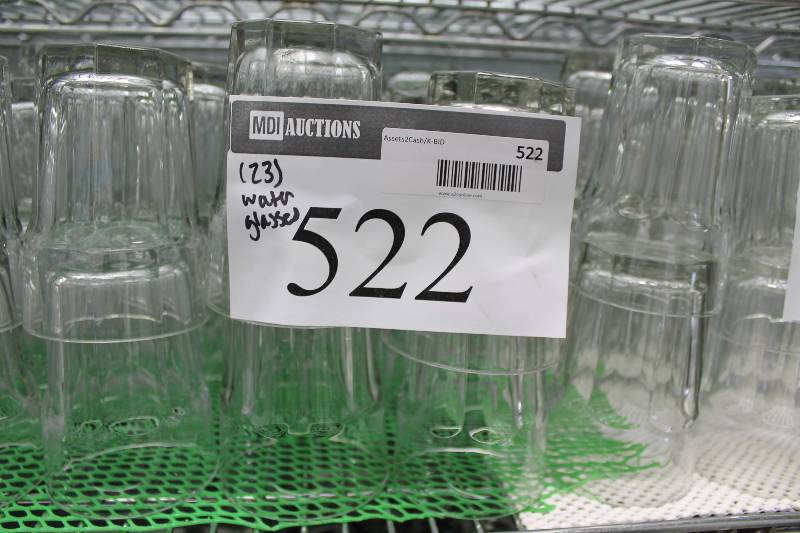 MDI AUCTIONS
Assets2Cash/K-BID
522
(23)
water
glasses
522